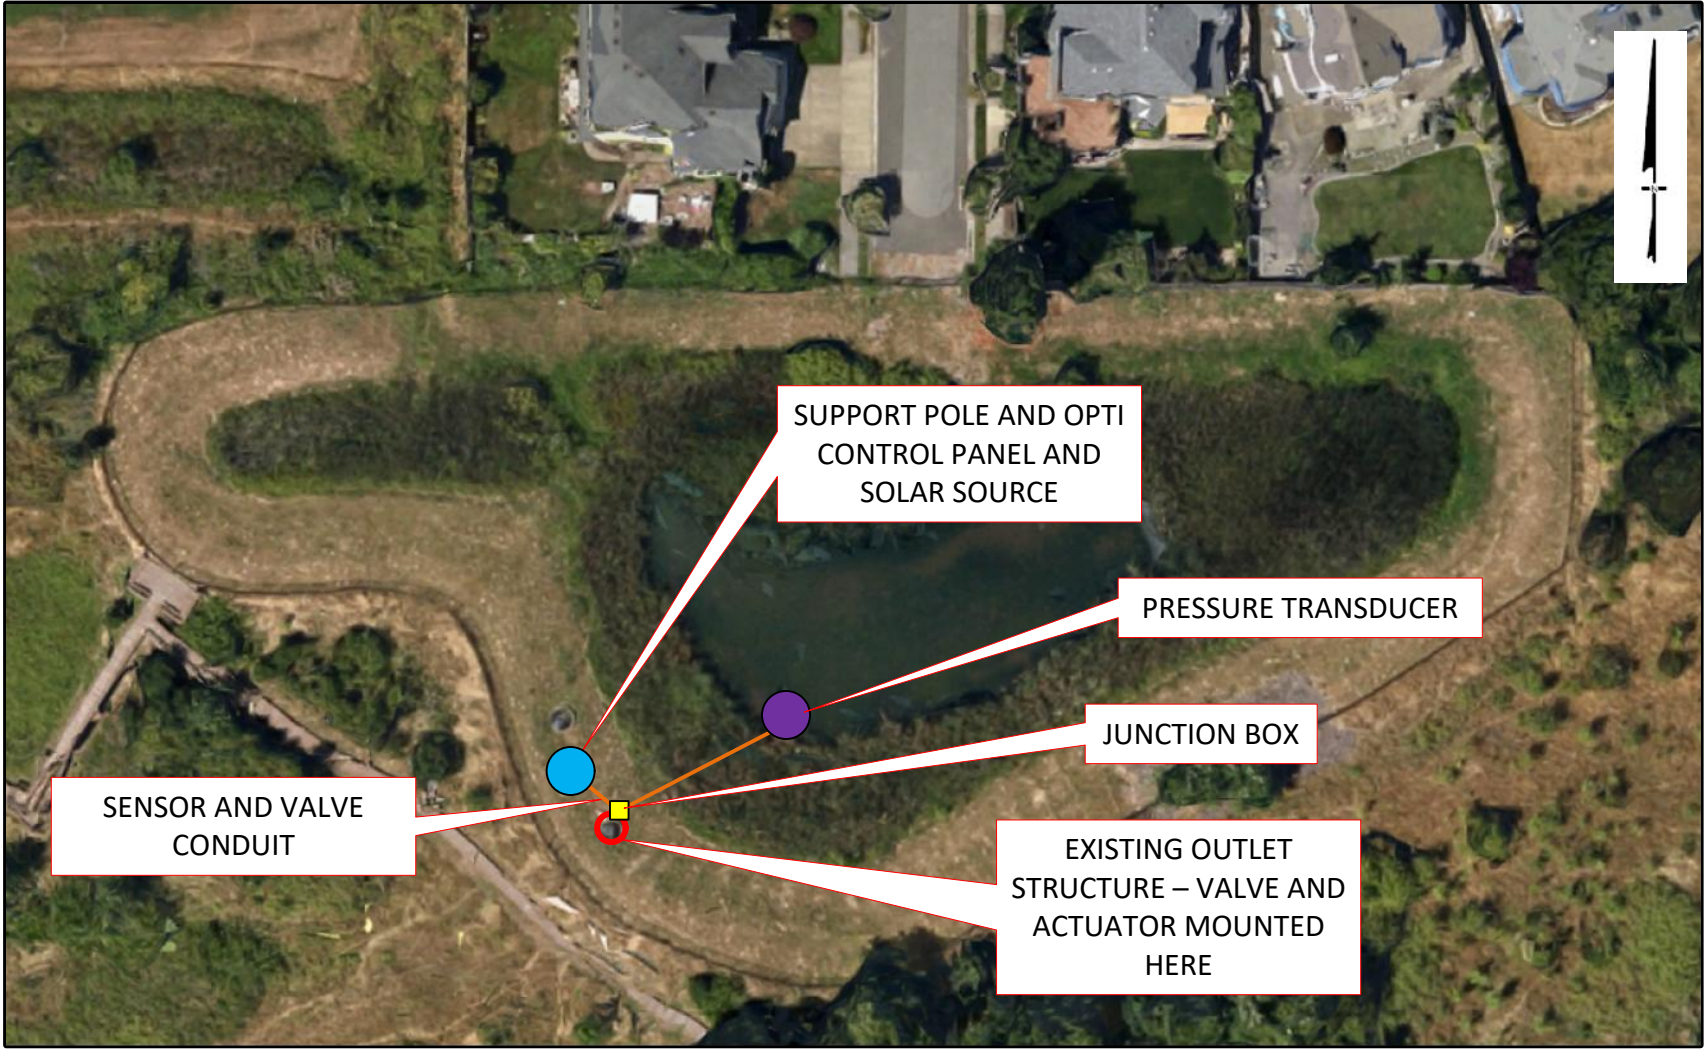 N
SUPPORT POLE AND OPTI
CONTROL PANEL AND
SOLAR SOURCE
PRESSURE TRANSDUCER
JUNCTION BOX
SENSOR AND VALVE
CONDUIT
EXISTING OUTLET
STRUCTURE – VALVE AND
ACTUATOR MOUNTED
HERE